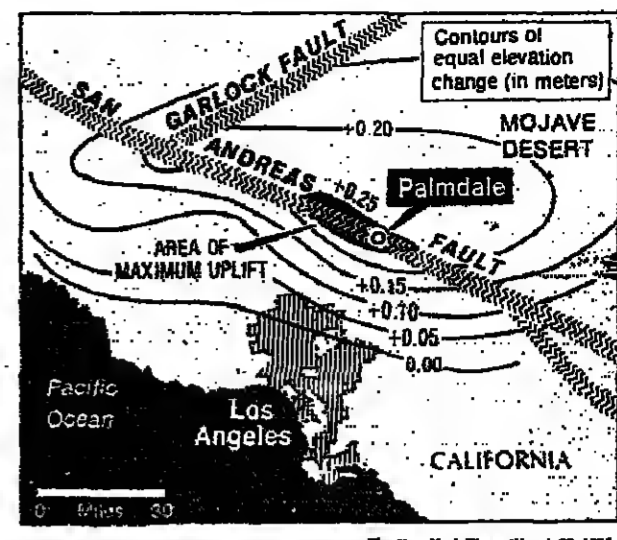 Contours of
equal elevation
change (in meters)
GARLOCK FAULT
SAN ANDREAS FAULT
MOJAVE
DESERT
+0.20
+0.25
Palmdale
AREA OF
MAXIMUM UPLIFT
+0.15
+0.10
+0.05
0.00
Pacific
Ocean
Los
Angeles
CALIFORNIA
0 Miles 30